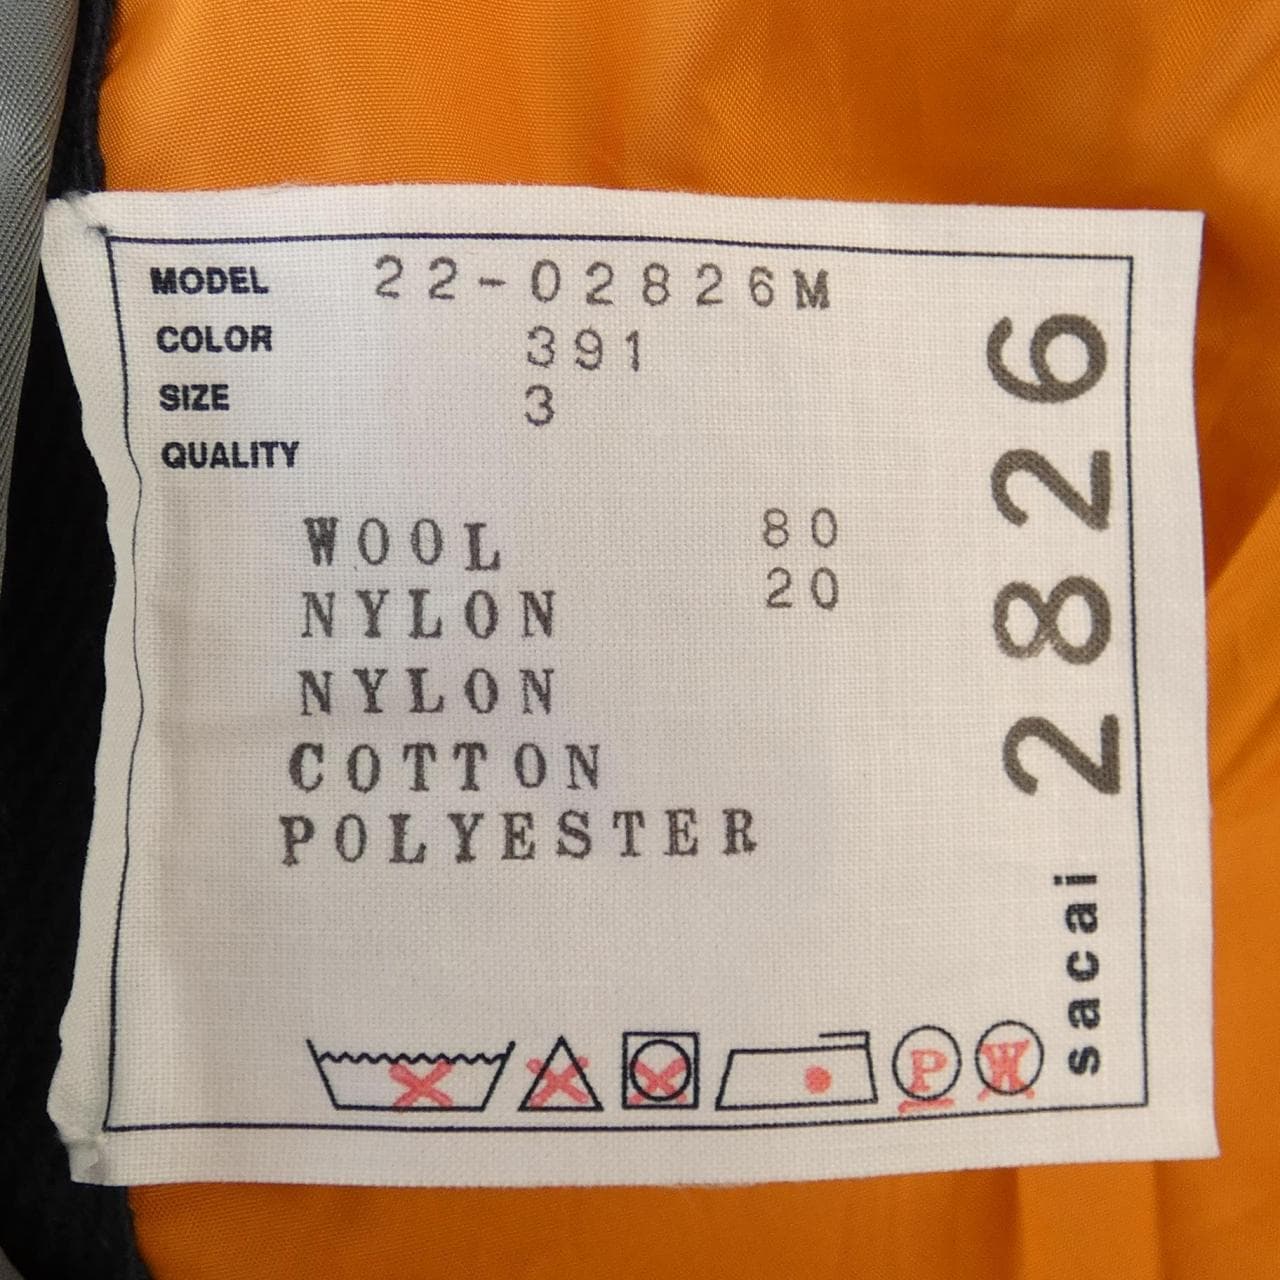 MODEL 22-02826M
COLOR 391
SIZE 3
QUALITY
WOOL 80
NYLON 20
NYLON
COTTON
POLYESTER
P W
sacai 2826